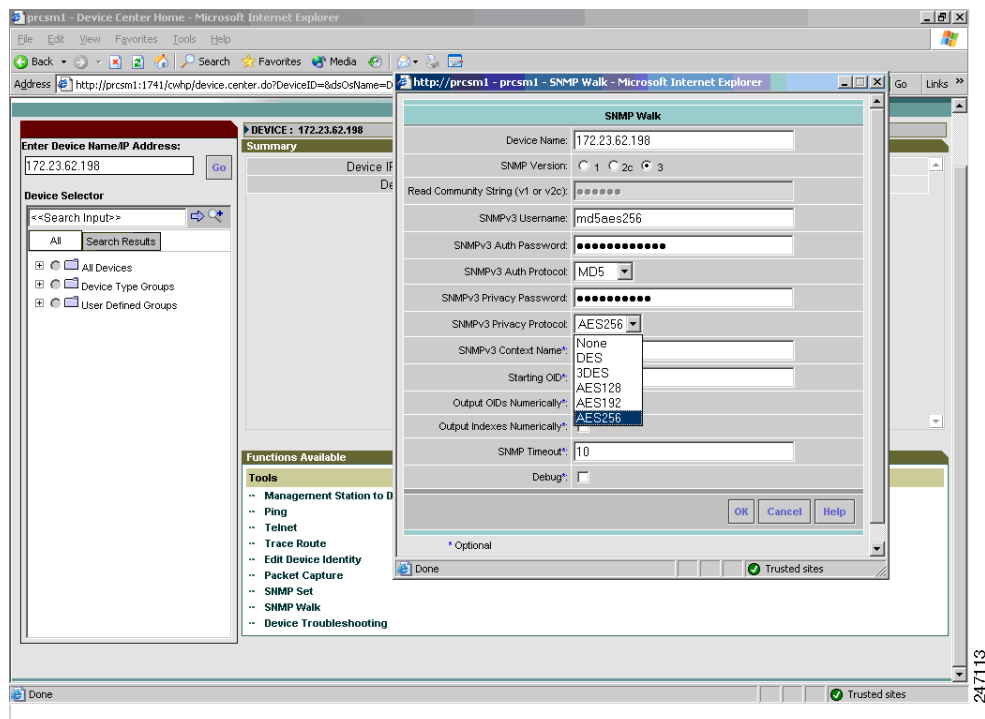 prcsm1 - Device Center Home - Microsoft Internet Explorer
File Edit View Favorites Tools Help
Back Search Favorites Media
Address http://prcsm1:1741/cwhp/device.center.do?DeviceID=&dsOsName=D Go Links »
http://prcsm1 - prcsm1 - SNMP Walk - Microsoft Internet Explorer
SNMP Walk
Device Name: 172.23.62.198
SNMP Version: 1 2c 3
Read Community String (v1 or v2c):
SNMPv3 Username: md5aes256
SNMPv3 Auth Password:
SNMPv3 Auth Protocol: MD5
SNMPv3 Privacy Password:
SNMPv3 Privacy Protocol: AES256
None
DES
3DES
AES128
AES192
AES256
SNMPv3 Context Name*:
Starting OID*:
Output OIDs Numerically*:
Output Indexes Numerically*:
SNMP Timeout*: 10
Debug*:
OK Cancel Help
* Optional
Done Trusted sites
Enter Device Name/IP Address:
172.23.62.198 Go
Device Selector
<<Search Input>>
All Search Results
All Devices
Device Type Groups
User Defined Groups
DEVICE : 172.23.62.198
Summary
Device IP
De
Functions Available
Tools
Management Station to D
Ping
Telnet
Trace Route
Edit Device Identity
Packet Capture
SNMP Set
SNMP Walk
Device Troubleshooting
Done Trusted sites
247113